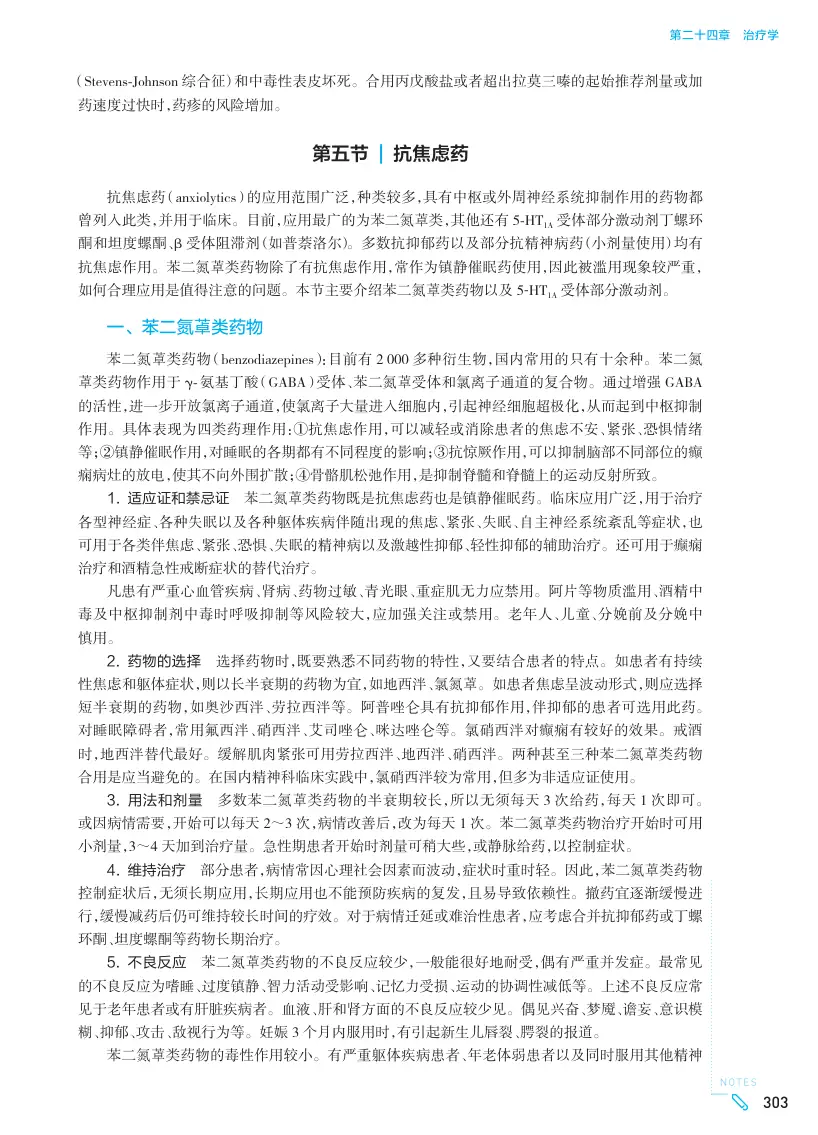 第二十四章　治疗学
（Stevens-Johnson 综合征）和中毒性表皮坏死。合用丙戊酸盐或者超出拉莫三嗪的起始推荐剂量或加
药速度过快时，药疹的风险增加。
第五节｜抗焦虑药
抗焦虑药（anxiolytics）的应用范围广泛，种类较多，具有中枢或外周神经系统抑制作用的药物都
曾列入此类，并用于临床。目前，应用最广的为苯二氮䓬类，其他还有 5-HT1A 受体部分激动剂丁螺环
酮和坦度螺酮、β 受体阻滞剂（如普萘洛尔）。多数抗抑郁药以及部分抗精神病药（小剂量使用）均有
抗焦虑作用。苯二氮䓬类药物除了有抗焦虑作用，常作为镇静催眠药使用，因此被滥用现象较严重，
如何合理应用是值得注意的问题。本节主要介绍苯二氮䓬类药物以及 5-HT1A 受体部分激动剂。
一、苯二氮䓬类药物
苯二氮䓬类药物（benzodiazepines）：目前有 2 000 多种衍生物，国内常用的只有十余种。苯二氮
䓬类药物作用于 γ- 氨基丁酸（GABA）受体、苯二氮䓬受体和氯离子通道的复合物。通过增强 GABA
的活性，进一步开放氯离子通道，使氯离子大量进入细胞内，引起神经细胞超极化，从而起到中枢抑制
作用。具体表现为四类药理作用：①抗焦虑作用，可以减轻或消除患者的焦虑不安、紧张、恐惧情绪
等；②镇静催眠作用，对睡眠的各期都有不同程度的影响；③抗惊厥作用，可以抑制脑部不同部位的癫
痫病灶的放电，使其不向外围扩散；④骨骼肌松弛作用，是抑制脊髓和脊髓上的运动反射所致。
1. 适应证和禁忌证　苯二氮䓬类药物既是抗焦虑药也是镇静催眠药。临床应用广泛，用于治疗
各型神经症、各种失眠以及各种躯体疾病伴随出现的焦虑、紧张、失眠、自主神经系统紊乱等症状，也
可用于各类伴焦虑、紧张、恐惧、失眠的精神病以及激越性抑郁、轻性抑郁的辅助治疗。还可用于癫痫
治疗和酒精急性戒断症状的替代治疗。
凡患有严重心血管疾病、肾病、药物过敏、青光眼、重症肌无力应禁用。阿片等物质滥用、酒精中
毒及中枢抑制剂中毒时呼吸抑制等风险较大，应加强关注或禁用。老年人、儿童、分娩前及分娩中
慎用。
2. 药物的选择　选择药物时，既要熟悉不同药物的特性，又要结合患者的特点。如患者有持续
性焦虑和躯体症状，则以长半衰期的药物为宜，如地西泮、氯氮䓬。如患者焦虑呈波动形式，则应选择
短半衰期的药物，如奥沙西泮、劳拉西泮等。阿普唑仑具有抗抑郁作用，伴抑郁的患者可选用此药。
对睡眠障碍者，常用氟西泮、硝西泮、艾司唑仑、咪达唑仑等。氯硝西泮对癫痫有较好的效果。戒酒
时，地西泮替代最好。缓解肌肉紧张可用劳拉西泮、地西泮、硝西泮。两种甚至三种苯二氮䓬类药物
合用是应当避免的。在国内精神科临床实践中，氯硝西泮较为常用，但多为非适应证使用。
3. 用法和剂量　多数苯二氮䓬类药物的半衰期较长，所以无须每天 3 次给药，每天 1 次即可。
或因病情需要，开始可以每天 2～3 次，病情改善后，改为每天 1 次。苯二氮䓬类药物治疗开始时可用
小剂量，3～4 天加到治疗量。急性期患者开始时剂量可稍大些，或静脉给药，以控制症状。
4. 维持治疗　部分患者，病情常因心理社会因素而波动，症状时重时轻。因此，苯二氮䓬类药物
控制症状后，无须长期应用，长期应用也不能预防疾病的复发，且易导致依赖性。撤药宜逐渐缓慢进
行，缓慢减药后仍可维持较长时间的疗效。对于病情迁延或难治性患者，应考虑合并抗抑郁药或丁螺
环酮、坦度螺酮等药物长期治疗。
5. 不良反应　苯二氮䓬类药物的不良反应较少，一般能很好地耐受，偶有严重并发症。最常见
的不良反应为嗜睡、过度镇静、智力活动受影响、记忆力受损、运动的协调性减低等。上述不良反应常
见于老年患者或有肝脏疾病者。血液、肝和肾方面的不良反应较少见。偶见兴奋、梦魇、谵妄、意识模
糊、抑郁、攻击、敌视行为等。妊娠 3 个月内服用时，有引起新生儿唇裂、腭裂的报道。
苯二氮䓬类药物的毒性作用较小。有严重躯体疾病患者、年老体弱患者以及同时服用其他精神
NOTES
303